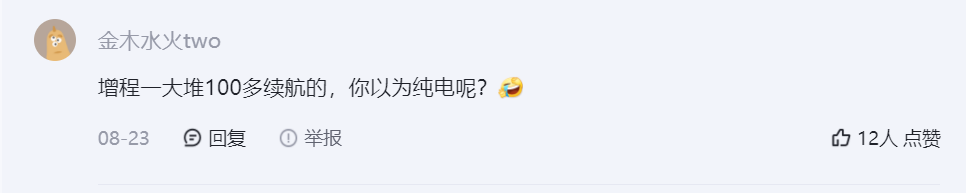 金木水火two
增程一大堆100多续航的，你以为纯电呢？🤣
08-23 回复 举报 12人 点赞